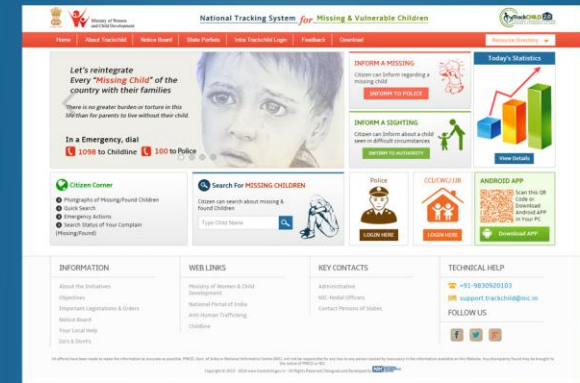 Ministry of Women
and Child Development
National Tracking System for Missing & Vulnerable Children
TrackCHILD 2.0
Home About Trackchild Notice Board State Portlets Intra Trackchild Login Feedback Download
Resource Directory
Let's reintegrate
Every "Missing Child" of the
country with their families
There is no greater burden or torture in this
life than for parents to live without their child
In a Emergency, dial
1098 to Childline 100 to Police
INFORM A MISSING
Citizen can Inform regarding a
missing child
INFORM TO POLICE
INFORM A SIGHTING
Citizen can Inform about a child
seen in difficult circumstances
INFORM TO AUTHORITY
Today's Statistics
View Details
Citizen Corner
Photgraphs of Missing/Found Children
Quick Search
Emergency Actions
Search Status of Your Complain
(Missing/Found)
Search For MISSING CHILDREN
Citizen can search about missing &
found Children
Type Child Name
Police
LOGIN HERE
CCI/CWC/ JJB
LOGIN HERE
ANDROID APP
Scan this QR
Code or
Download
Android APP
in Your PC
Download APP
INFORMATION
About the Initiatives
Objectives
Important Legislations & Orders
Notice Board
Your Local Help
Do's & Dont's
WEB LINKS
Ministry of Women & Child
Development
National Portal of India
Anti-Human Trafficking
Childline
KEY CONTACTS
Administrative
NIC-Nodal Officers
Contact Persons of States
TECHNICAL HELP
+91-9830920103
support.trackchild@nic.in
FOLLOW US